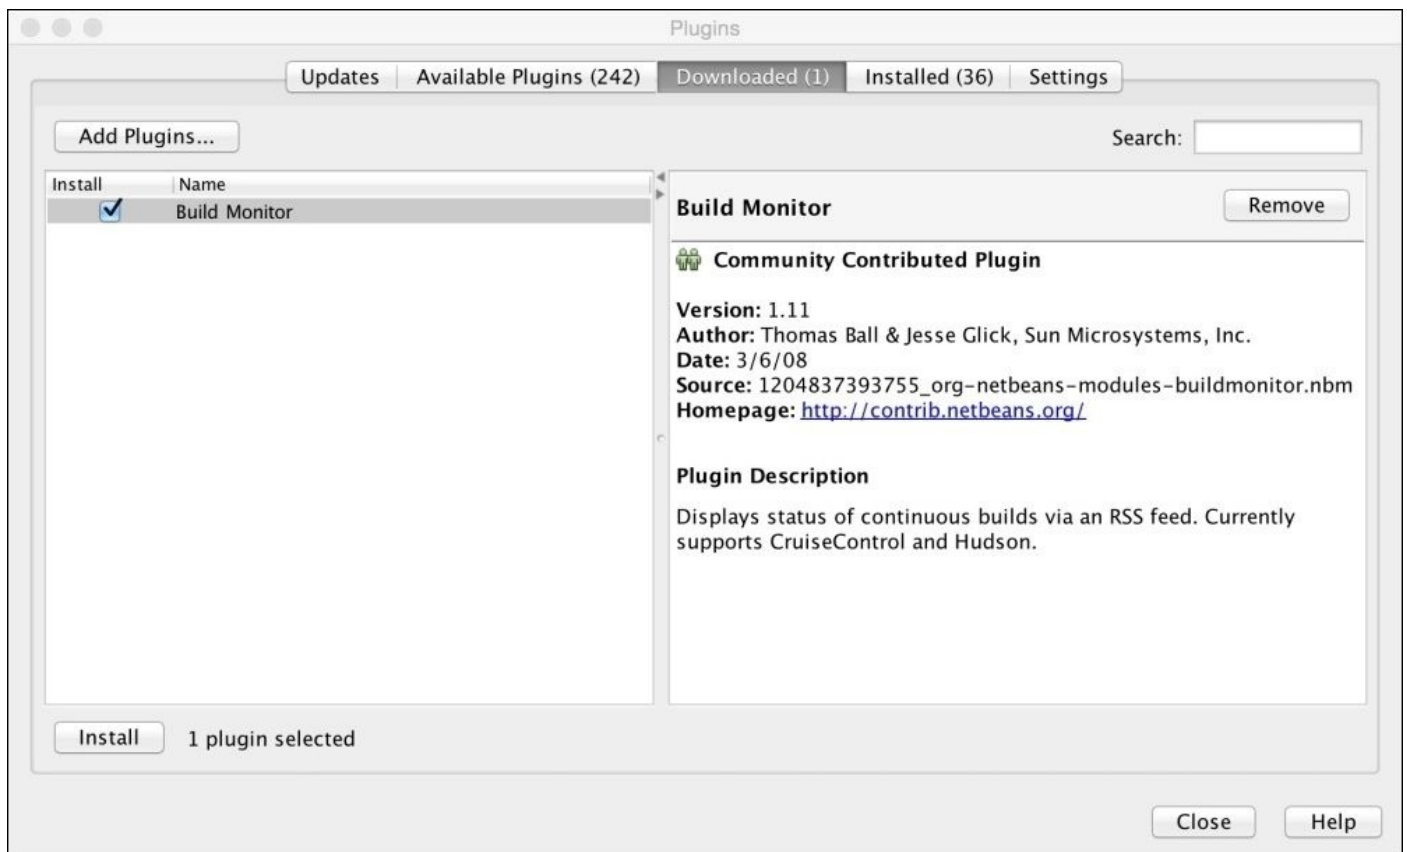 Plugins
Updates
Available Plugins (242)
Downloaded (1)
Installed (36)
Settings
Add Plugins...
Search:
Install
Name
Build Monitor
Build Monitor
Remove
Community Contributed Plugin
Version: 1.11
Author: Thomas Ball & Jesse Glick, Sun Microsystems, Inc.
Date: 3/6/08
Source: 1204837393755_org-netbeans-modules-buildmonitor.nbm
Homepage: http://contrib.netbeans.org/
Plugin Description
Displays status of continuous builds via an RSS feed. Currently
supports CruiseControl and Hudson.
Install
1 plugin selected
Close
Help